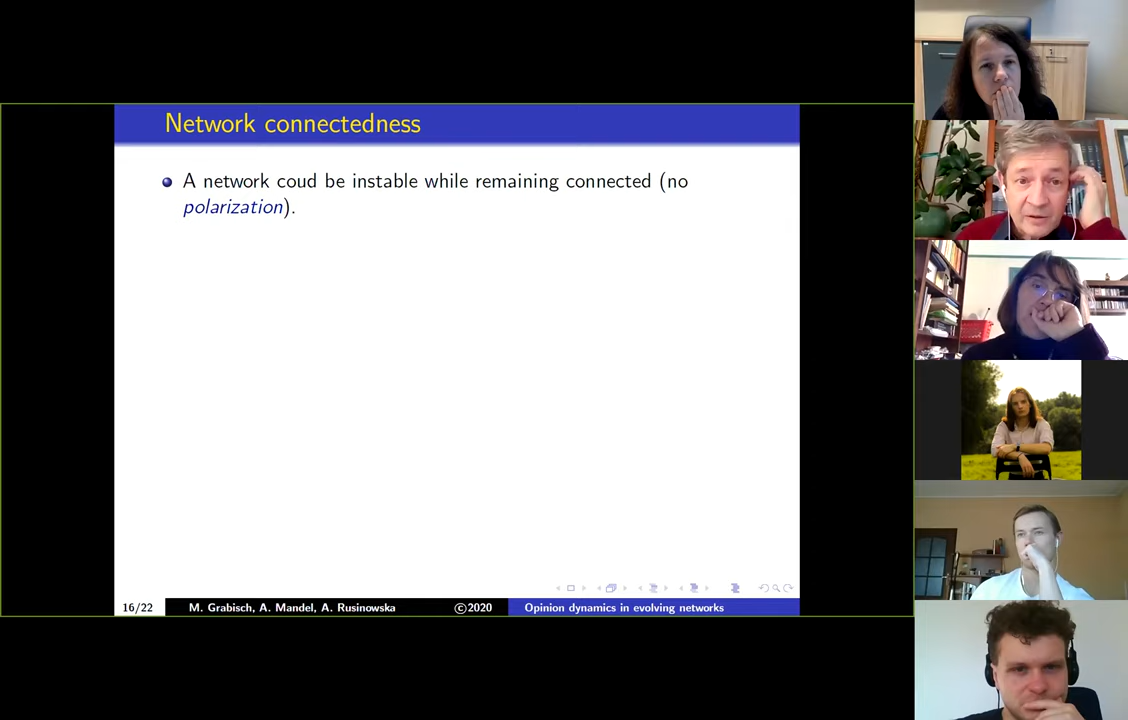 Network connectedness
A network coud be instable while remaining connected (no
polarization).
16/22 M. Grabisch, A. Mandel, A. Rusinowska ©2020 Opinion dynamics in evolving networks